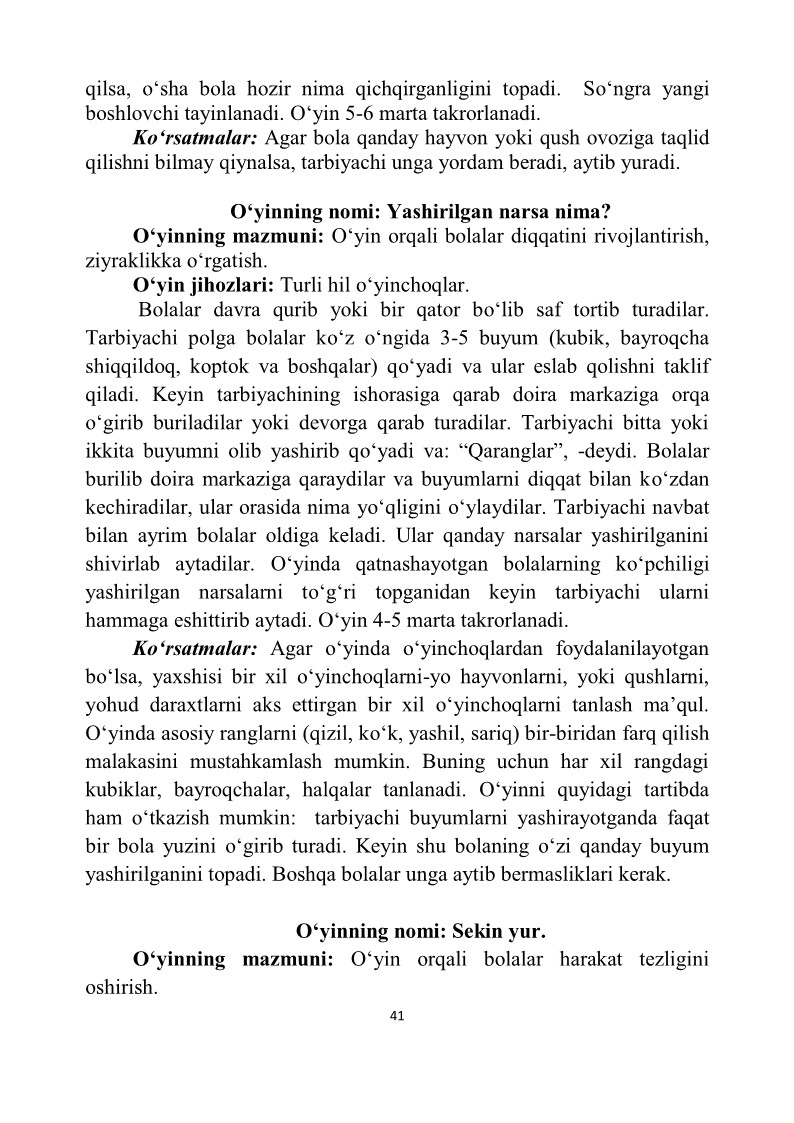 qilsa, o‘sha bola hozir nima qichqirganligini topadi. So‘ngra yangi
boshlovchi tayinlanadi. O‘yin 5-6 marta takrorlanadi.
Ko‘rsatmalar: Agar bola qanday hayvon yoki qush ovoziga taqlid
qilishni bilmay qiynalsa, tarbiyachi unga yordam beradi, aytib yuradi.
O‘yinning nomi: Yashirilgan narsa nima?
O‘yinning mazmuni: O‘yin orqali bolalar diqqatini rivojlantirish,
ziyraklikka o‘rgatish.
O‘yin jihozlari: Turli hil o‘yinchoqlar.
Bolalar davra qurib yoki bir qator bo‘lib saf tortib turadilar.
Tarbiyachi polga bolalar ko‘z o‘ngida 3-5 buyum (kubik, bayroqcha
shiqqildoq, koptok va boshqalar) qo‘yadi va ular eslab qolishni taklif
qiladi. Keyin tarbiyachining ishorasiga qarab doira markaziga orqa
o‘girib buriladilar yoki devorga qarab turadilar. Tarbiyachi bitta yoki
ikkita buyumni olib yashirib qo‘yadi va: “Qaranglar”, -deydi. Bolalar
burilib doira markaziga qaraydilar va buyumlarni diqqat bilan ko‘zdan
kechiradilar, ular orasida nima yo‘qligini o‘ylaydilar. Tarbiyachi navbat
bilan ayrim bolalar oldiga keladi. Ular qanday narsalar yashirilganini
shivirlab aytadilar. O‘yinda qatnashayotgan bolalarning ko‘pchiligi
yashirilgan narsalarni to‘g‘ri topganidan keyin tarbiyachi ularni
hammaga eshittirib aytadi. O‘yin 4-5 marta takrorlanadi.
Ko‘rsatmalar: Agar o‘yinda o‘yinchoqlardan foydalanilayotgan
bo‘lsa, yaxshisi bir xil o‘yinchoqlarni-yo hayvonlarni, yoki qushlarni,
yohud daraxtlarni aks ettirgan bir xil o‘yinchoqlarni tanlash ma’qul.
O‘yinda asosiy ranglarni (qizil, ko‘k, yashil, sariq) bir-biridan farq qilish
malakasini mustahkamlash mumkin. Buning uchun har xil rangdagi
kubiklar, bayroqchalar, halqalar tanlanadi. O‘yinni quyidagi tartibda
ham o‘tkazish mumkin: tarbiyachi buyumlarni yashirayotganda faqat
bir bola yuzini o‘girib turadi. Keyin shu bolaning o‘zi qanday buyum
yashirilganini topadi. Boshqa bolalar unga aytib bermasliklari kerak.
O‘yinning nomi: Sekin yur.
O‘yinning mazmuni: O‘yin orqali bolalar harakat tezligini
oshirish.
41